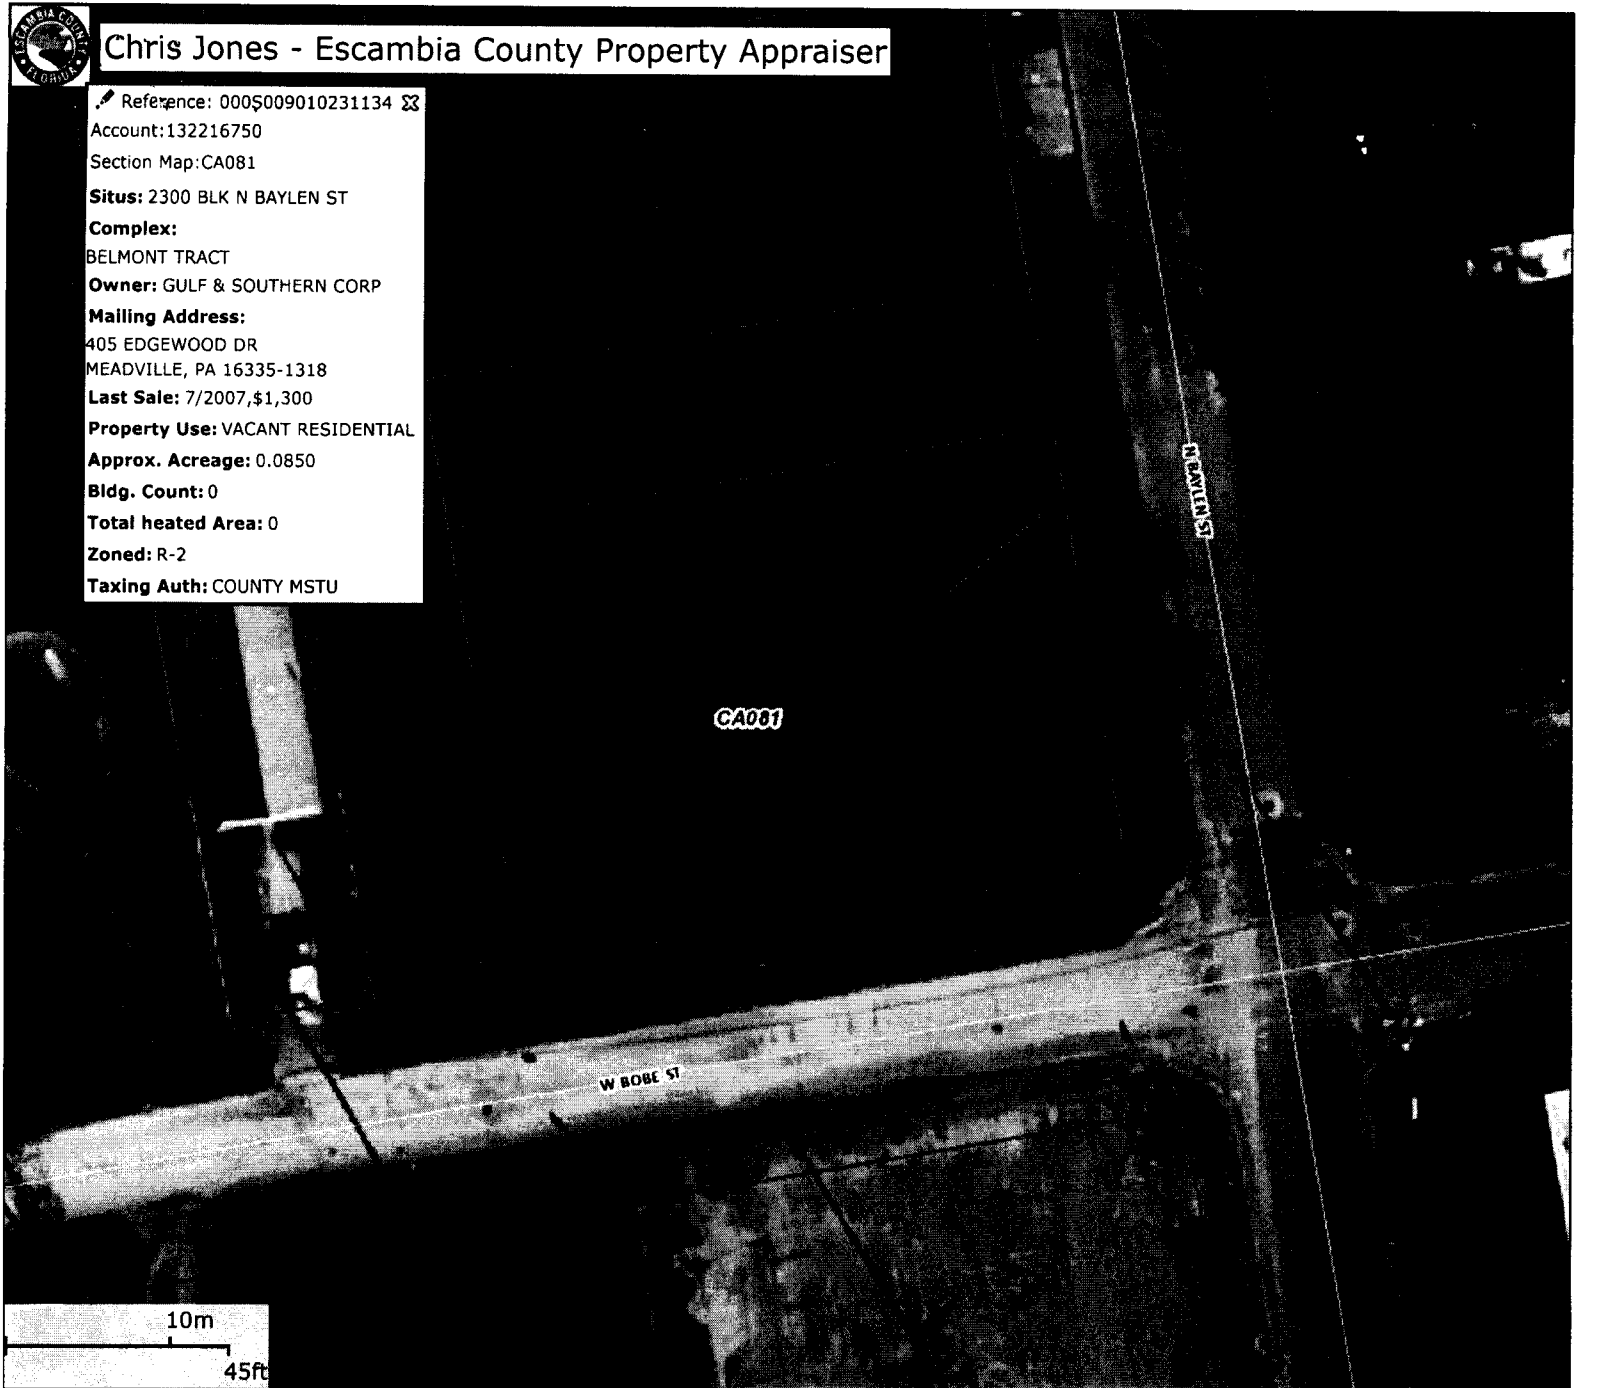 ESCAMBIA COUNTY
FLORIDA
Chris Jones - Escambia County Property Appraiser
Reference: 000S009010231134
Account:132216750
Section Map:CA081
Situs: 2300 BLK N BAYLEN ST
Complex:
BELMONT TRACT
Owner: GULF & SOUTHERN CORP
Mailing Address:
405 EDGEWOOD DR
MEADVILLE, PA 16335-1318
Last Sale: 7/2007,$1,300
Property Use: VACANT RESIDENTIAL
Approx. Acreage: 0.0850
Bldg. Count: 0
Total heated Area: 0
Zoned: R-2
Taxing Auth: COUNTY MSTU
N BAYLEN ST
CA081
W BOBE ST
10m
45ft